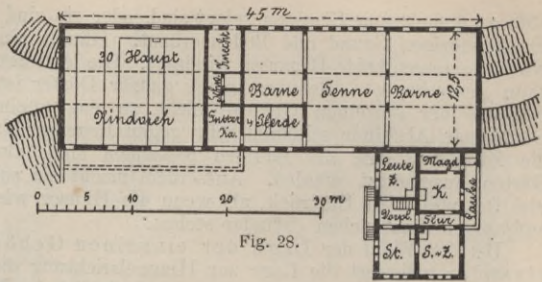 45 m
30 Haupt
Rindvieh
Knecht
Futter
Ka.
Barne
4 Pferde
Tenne
Barne
12,5
Leute
Z.
Magd
K.
Laube
Vorpl.
Flur
St.
S.-Z.
0 5 10 20 30 m
Fig. 28.